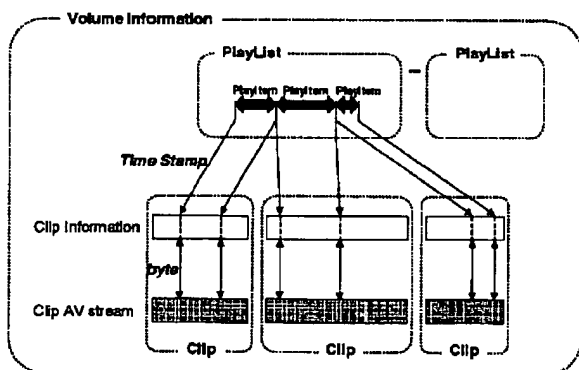 Volume Information
PlayList
PlayList
PlayItem PlayItem PlayItem
Time Stamp
Clip Information
byte
Clip AV stream
Clip
Clip
Clip